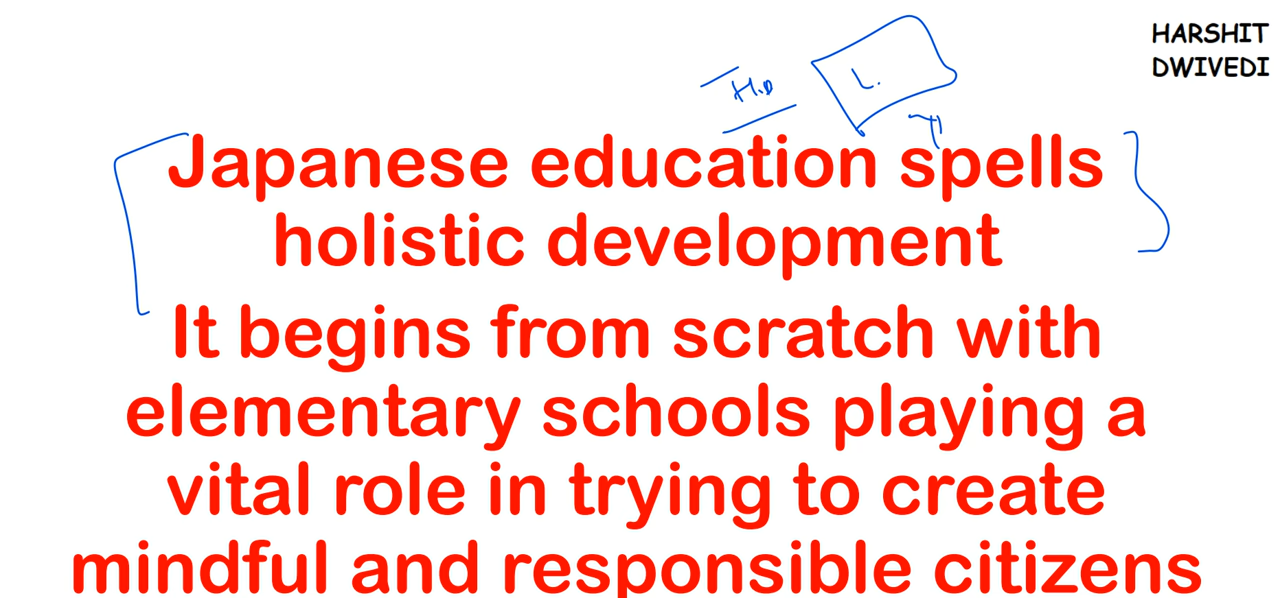 HARSHIT
DWIVEDI
H.D
L.
Japanese education spells
holistic development
It begins from scratch with
elementary schools playing a
vital role in trying to create
mindful and responsible citizens